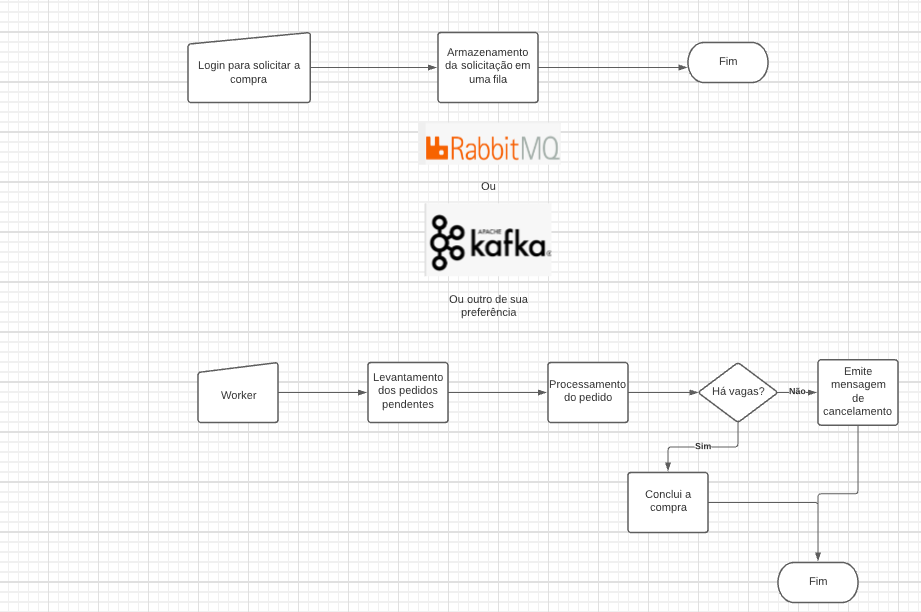 Login para solicitar a
compra
Armazenamento
da solicitação em
uma fila
Fim
RabbitMQ
Ou
APACHE
kafka
Ou outro de sua
preferência
Worker
Levantamento
dos pedidos
pendentes
Processamento
do pedido
Há vagas?
Não
Emite
mensagem
de
cancelamento
Sim
Conclui a
compra
Fim